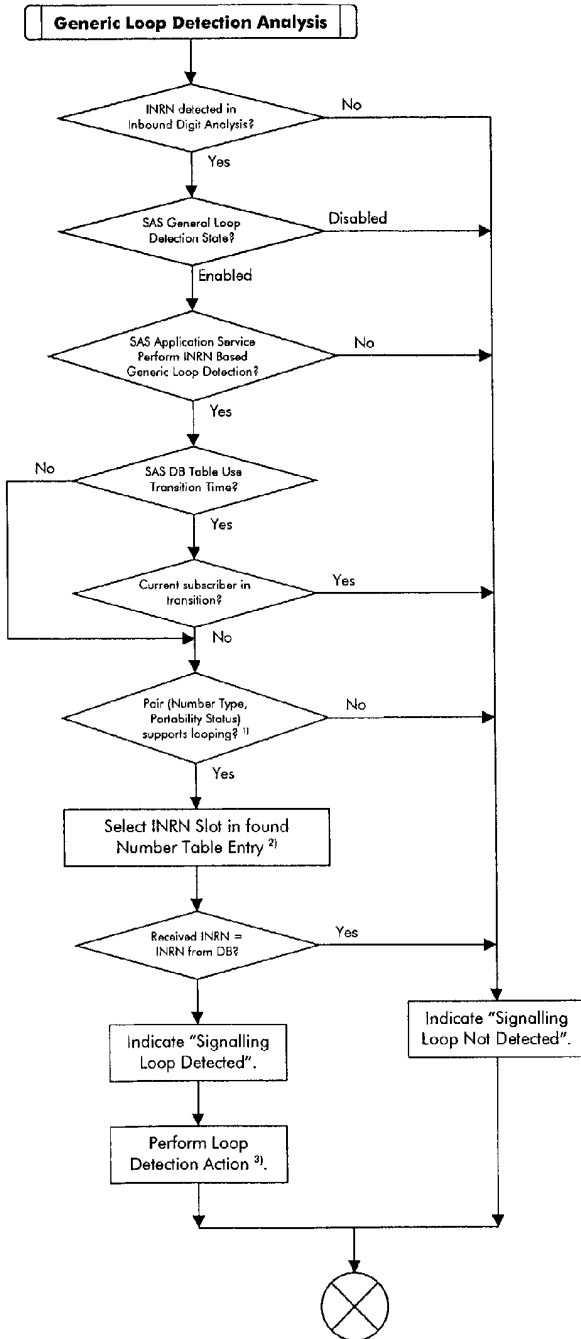 Generic Loop Detection Analysis
INRN detected in
Inbound Digit Analysis?
No
Yes
SAS General Loop
Detection State?
Disabled
Enabled
SAS Application Service
Perform INRN Based
Generic Loop Detection?
No
Yes
No
SAS DB Table Use
Transition Time?
Yes
Current subscriber in
transition?
Yes
No
Pair (Number Type,
Portability Status)
supports looping? 1)
No
Yes
Select INRN Slot in found
Number Table Entry 2)
Received INRN =
INRN from DB?
Yes
Indicate "Signalling
Loop Detected".
Indicate "Signalling
Loop Not Detected".
Perform Loop
Detection Action 3).